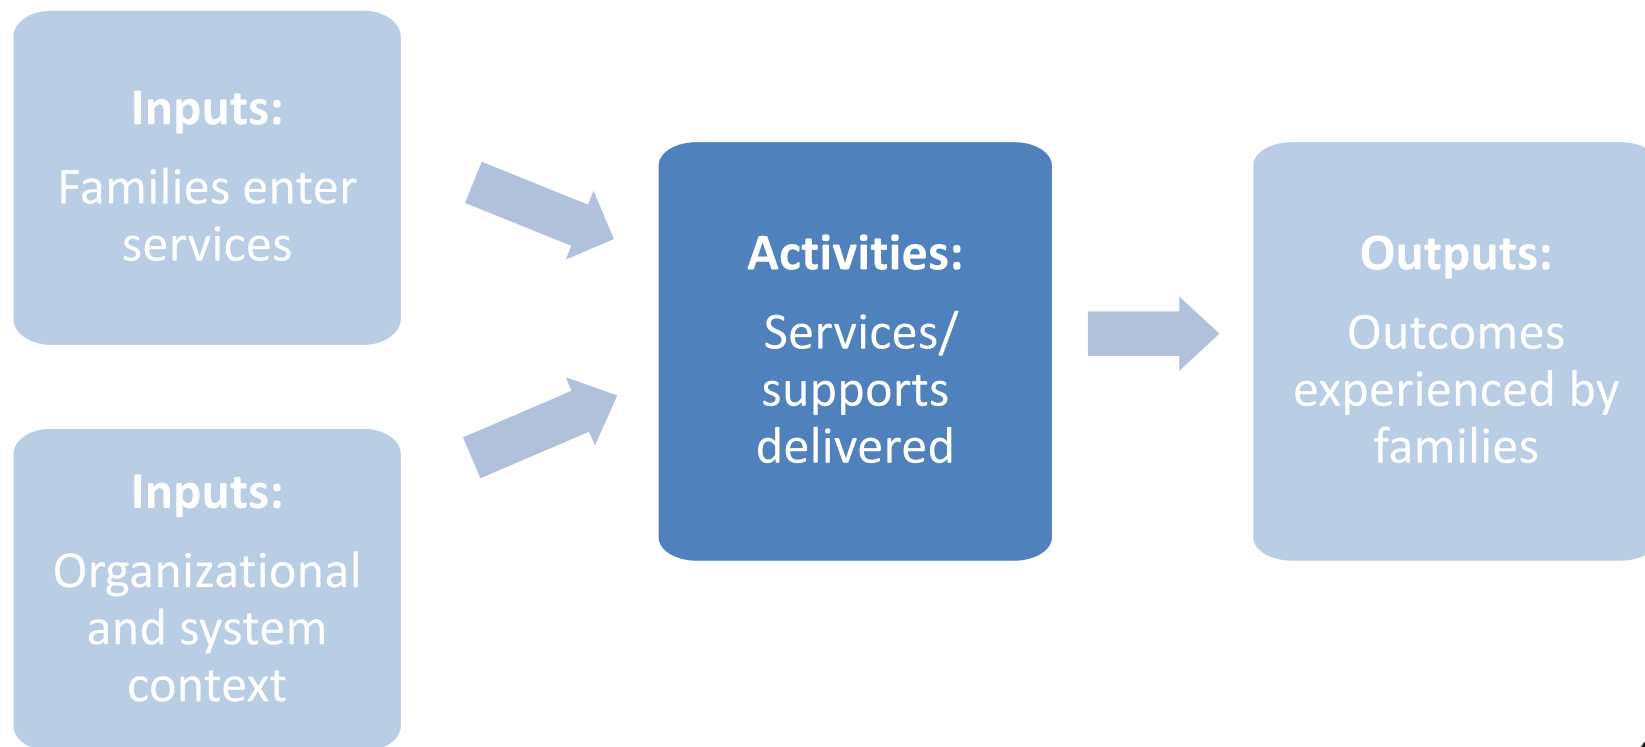 Inputs:
Families enter
services
Inputs:
Organizational
and system
context
Activities:
Services/
supports
delivered
Outputs:
Outcomes
experienced by
families